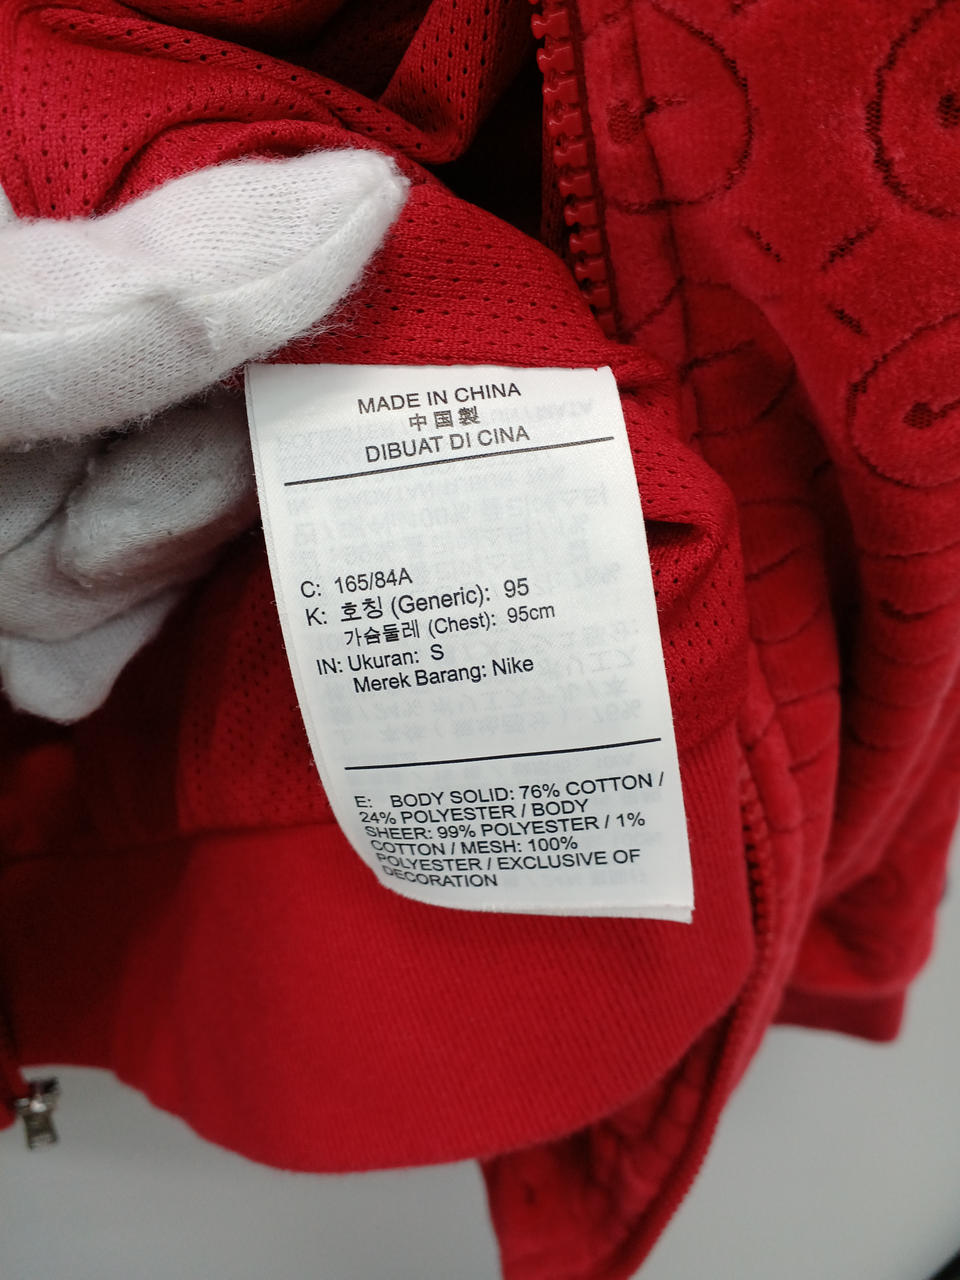 MADE IN CHINA
中国製
DIBUAT DI CINA
C: 165/84A
K: 호칭 (Generic): 95
가슴둘레 (Chest): 95cm
IN: Ukuran: S
Merek Barang: Nike
E: BODY SOLID: 76% COTTON /
24% POLYESTER / BODY
SHEER: 99% POLYESTER / 1%
COTTON / MESH: 100%
POLYESTER / EXCLUSIVE OF
DECORATION